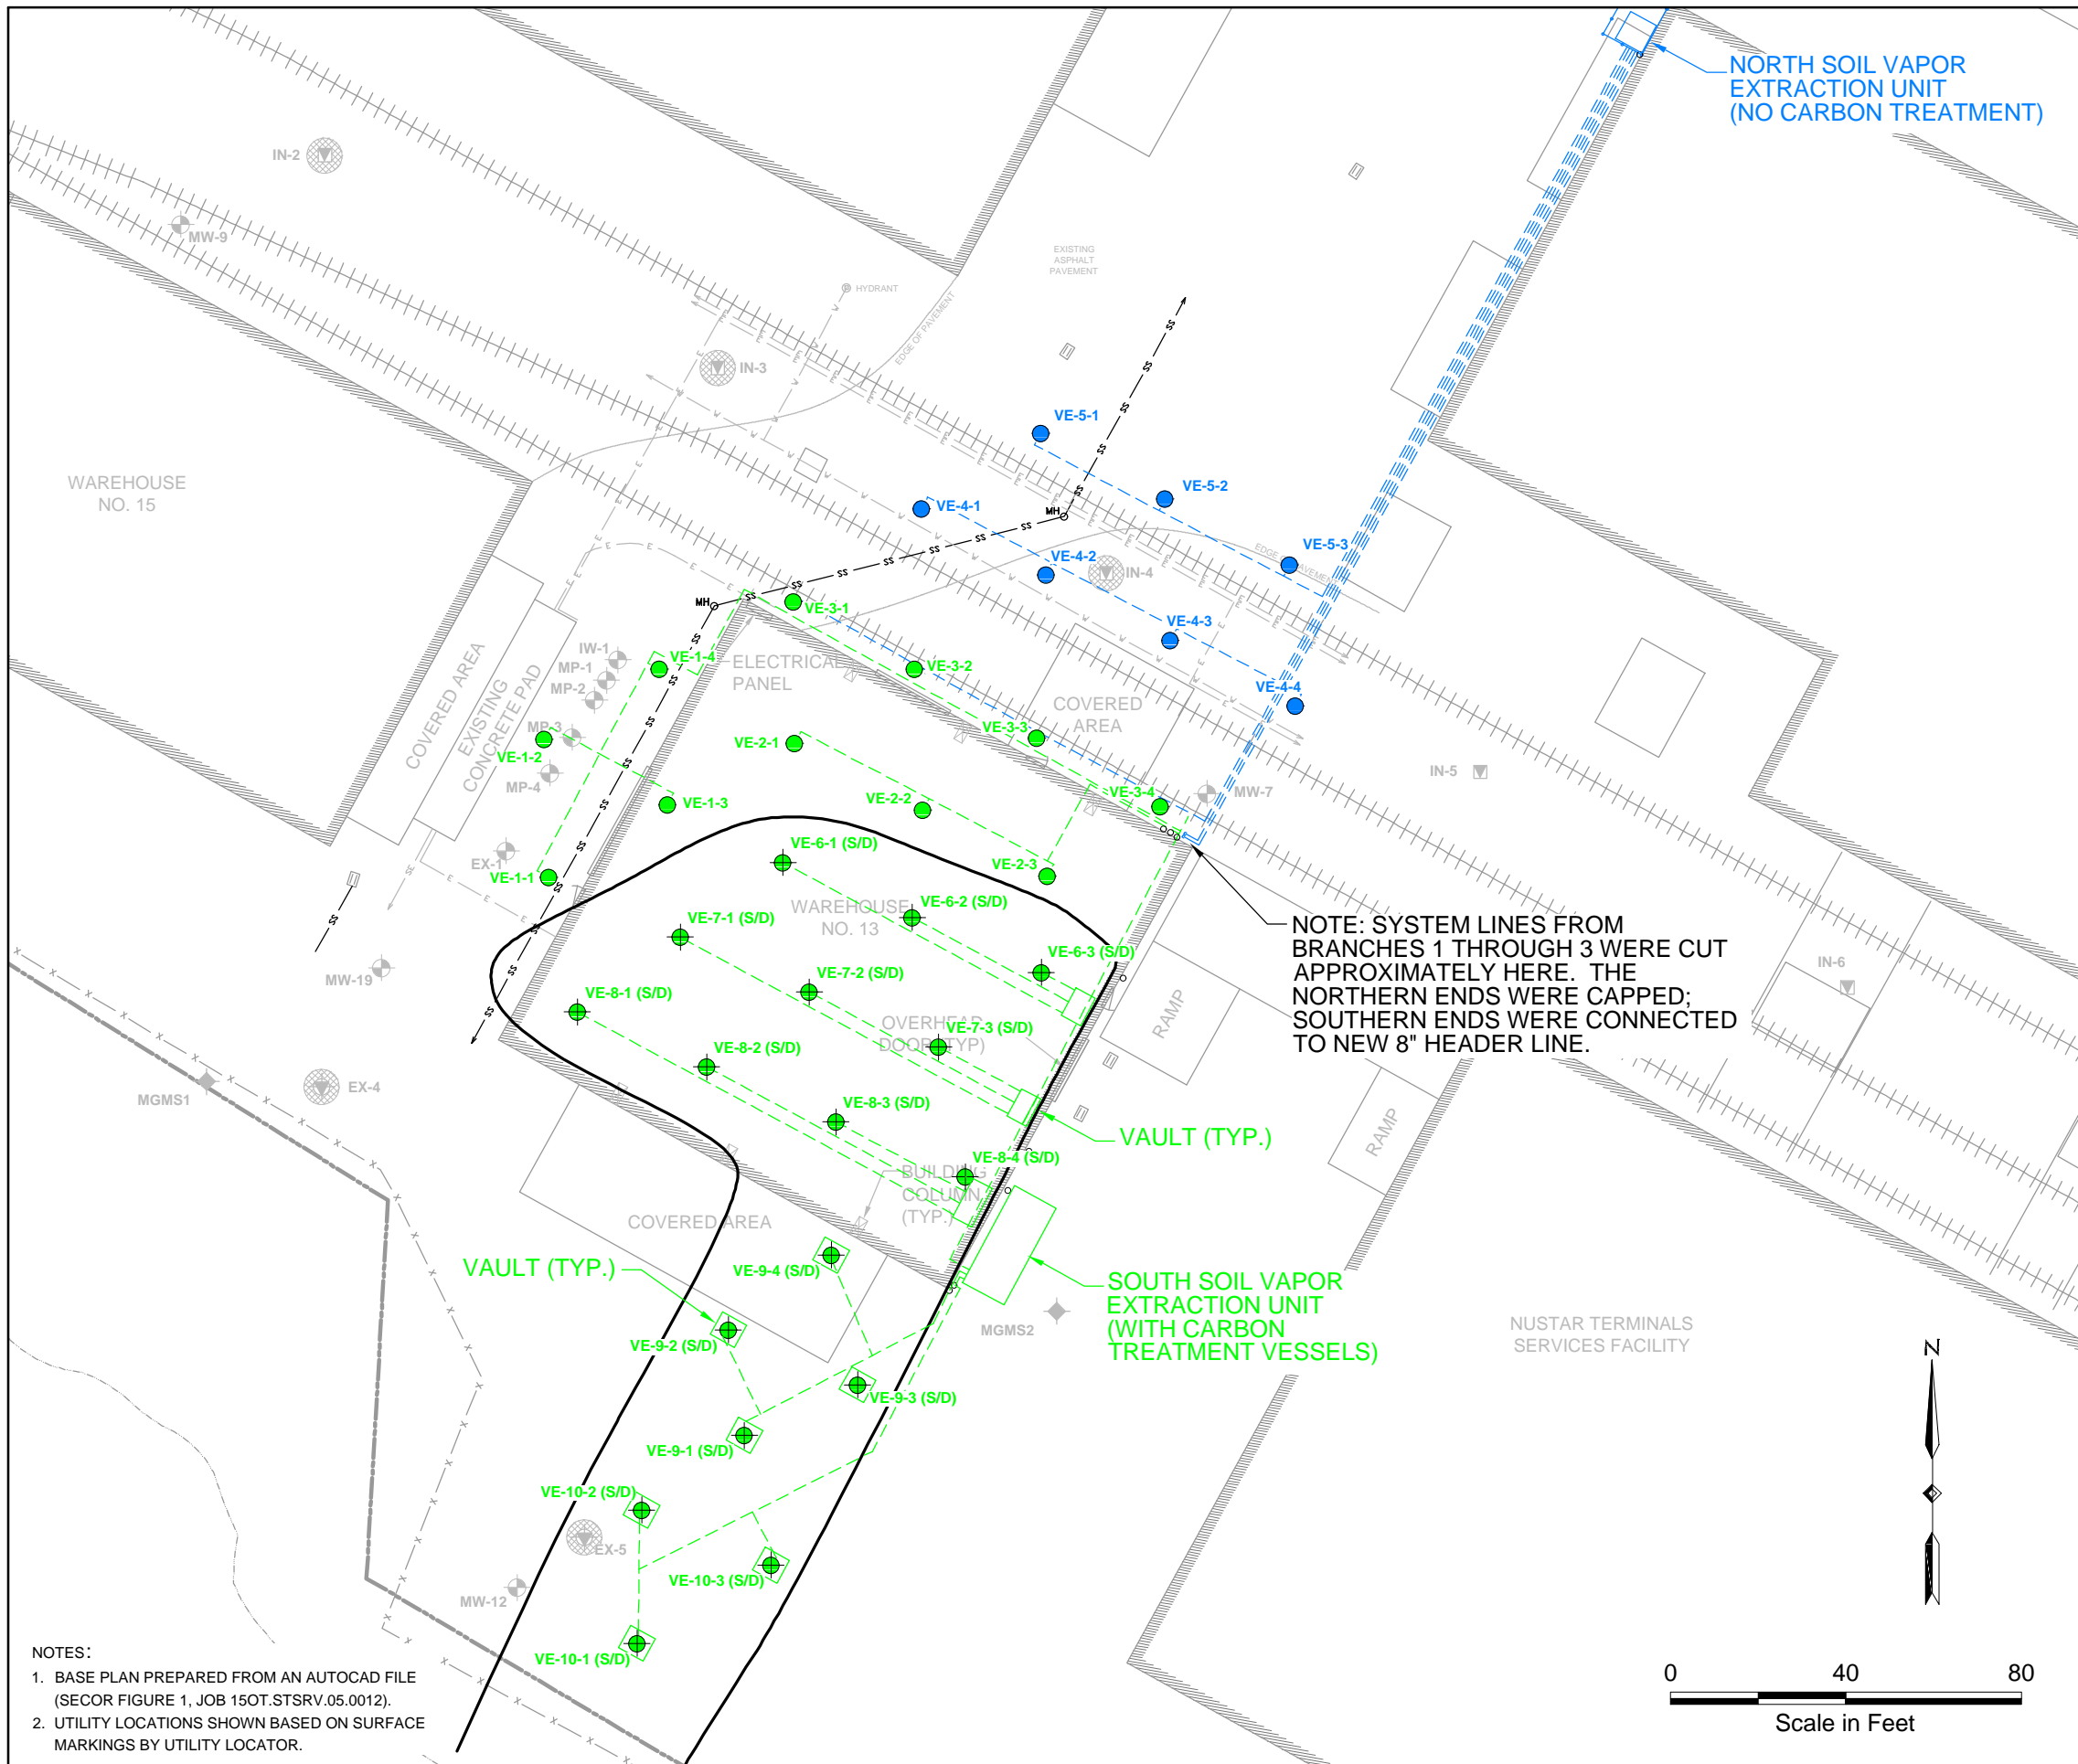 NORTH SOIL VAPOR
EXTRACTION UNIT
(NO CARBON TREATMENT)
IN-2
MW-9
EXISTING
ASPHALT
PAVEMENT
HYDRANT
EDGE OF PAVEMENT
IN-3
VE-5-1
WAREHOUSE
NO. 15
VE-5-2
VE-4-1
MH
VE-5-3
VE-4-2
IN-4
MH
VE-3-1
VE-4-3
IW-1
MP-1
MP-2
VE-1-4
ELECTRICAL
PANEL
VE-3-2
VE-4-4
COVERED
AREA
COVERED AREA
EXISTING
CONCRETE PAD
MP-3
VE-1-2
VE-2-1
VE-3-3
MP-4
IN-5
VE-1-3
VE-2-2
VE-3-4
MW-7
EX-1
VE-1-1
VE-6-1 (S/D)
VE-2-3
WAREHOUSE
NO. 13
VE-6-2 (S/D)
VE-7-1 (S/D)
NOTE: SYSTEM LINES FROM
BRANCHES 1 THROUGH 3 WERE CUT
APPROXIMATELY HERE. THE
NORTHERN ENDS WERE CAPPED;
SOUTHERN ENDS WERE CONNECTED
TO NEW 8" HEADER LINE.
IN-6
MW-19
VE-6-3 (S/D)
VE-7-2 (S/D)
VE-8-1 (S/D)
RAMP
OVERHEAD
DOOR (TYP)
VE-7-3 (S/D)
VE-8-2 (S/D)
MGMS1
EX-4
VE-8-3 (S/D)
VAULT (TYP.)
RAMP
VE-8-4 (S/D)
BUILDING
COLUMN
(TYP.)
COVERED AREA
VAULT (TYP.)
VE-9-4 (S/D)
SOUTH SOIL VAPOR
EXTRACTION UNIT
(WITH CARBON
TREATMENT VESSELS)
MGMS2
VE-9-2 (S/D)
NUSTAR TERMINALS
SERVICES FACILITY
N
VE-9-3 (S/D)
VE-9-1 (S/D)
VE-10-2 (S/D)
EX-5
VE-10-3 (S/D)
MW-12
VE-10-1 (S/D)
NOTES:
1. BASE PLAN PREPARED FROM AN AUTOCAD FILE
(SECOR FIGURE 1, JOB 15OT.STSRV.05.0012).
2. UTILITY LOCATIONS SHOWN BASED ON SURFACE
MARKINGS BY UTILITY LOCATOR.
0 40 80
Scale in Feet